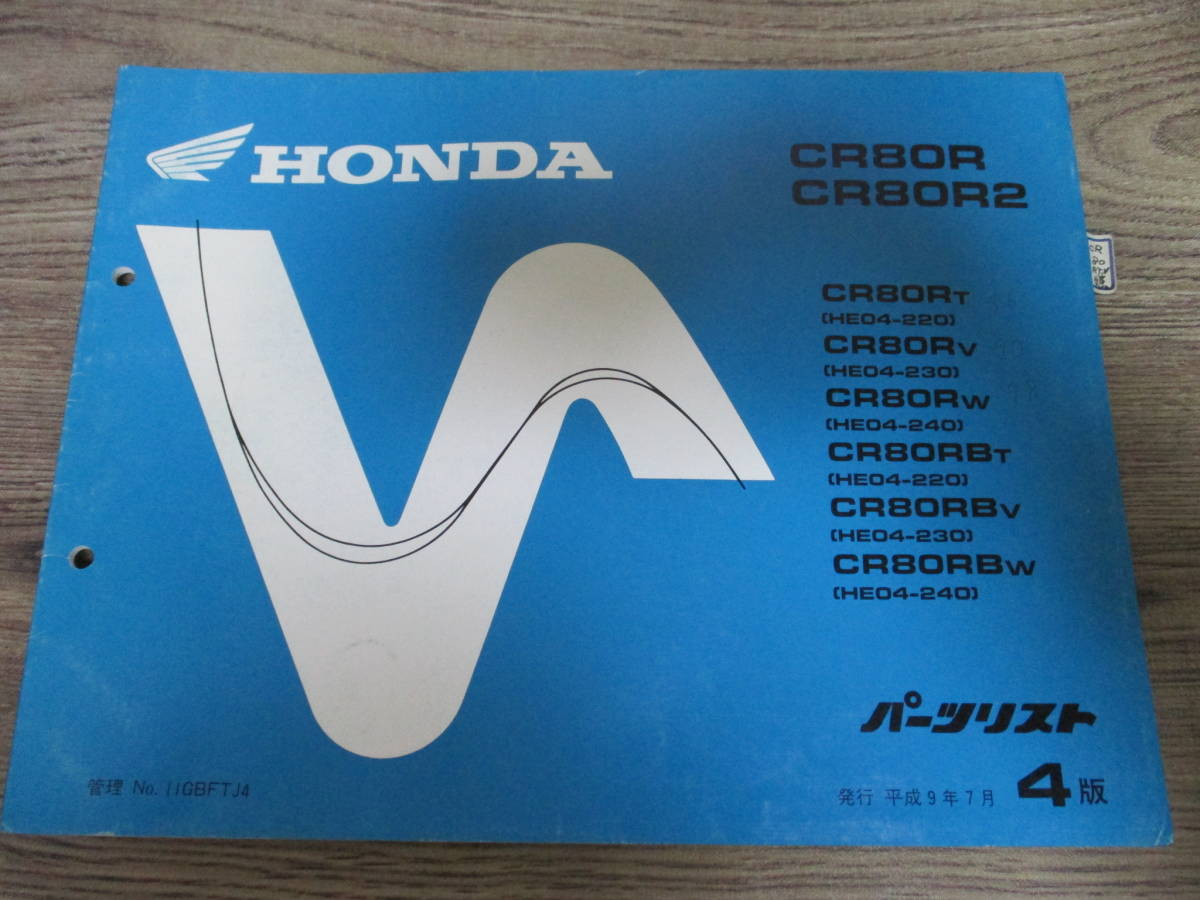 HONDA
CR80R
CR80R2
CR80RT
(HE04-220)
CR80RV
(HE04-230)
CR80RW
(HE04-240)
CR80RBT
(HE04-220)
CR80RBV
(HE04-230)
CR80RBW
(HE04-240)
パーツリスト
管理 No. 11GBFTJ4
発行 平成9年7月 4版
CR